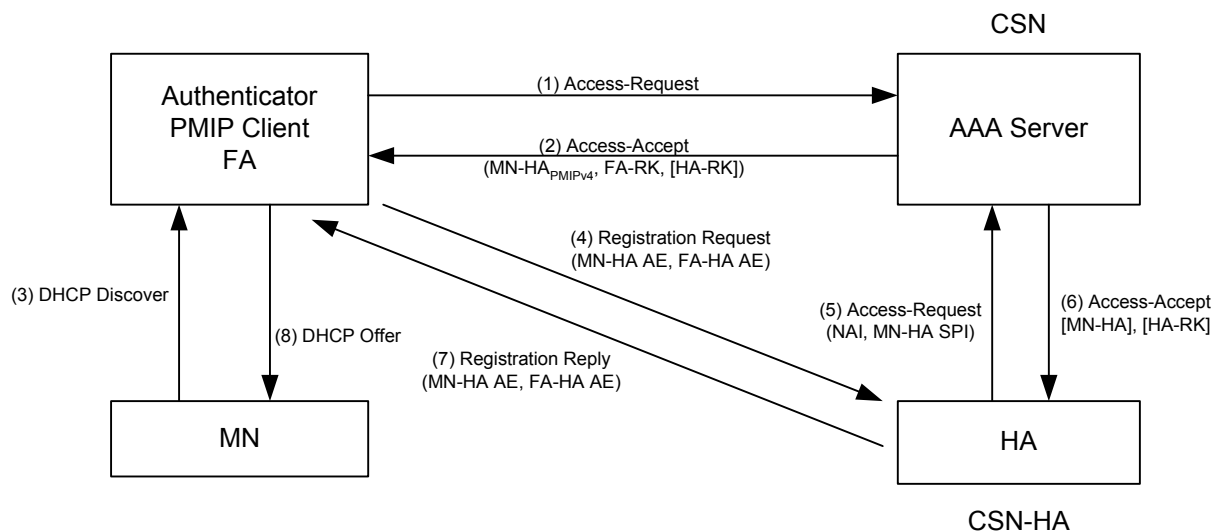 CSN
Authenticator
PMIP Client
FA
(1) Access-Request
AAA Server
(2) Access-Accept
(MN-HAPMIPv4, FA-RK, [HA-RK])
(3) DHCP Discover
(8) DHCP Offer
(4) Registration Request
(MN-HA AE, FA-HA AE)
(7) Registration Reply
(MN-HA AE, FA-HA AE)
(5) Access-Request
(NAI, MN-HA SPI)
(6) Access-Accept
[MN-HA], [HA-RK]
MN
HA
CSN-HA